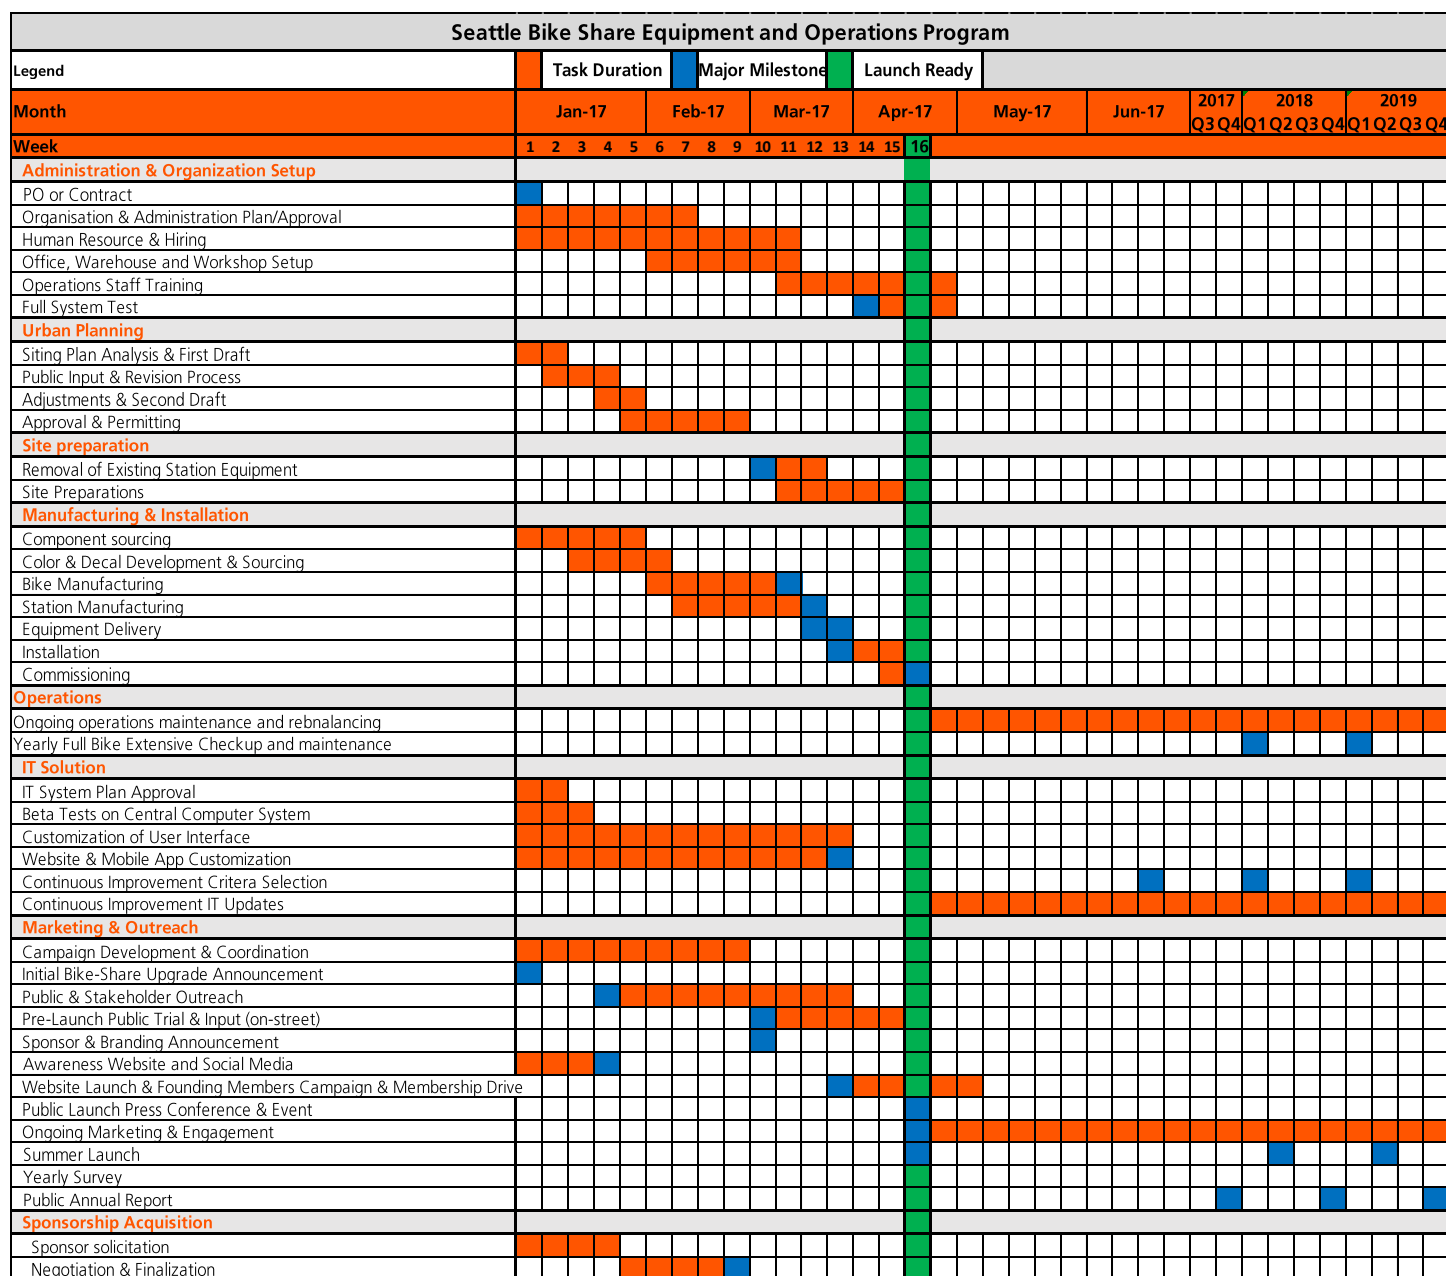 Seattle Bike Share Equipment and Operations Program
Legend Task Duration Major Milestone Launch Ready
Month Jan-17 Feb-17 Mar-17 Apr-17 May-17 Jun-17 2017 2018 2019
Q3 Q4 Q1 Q2 Q3 Q4 Q1 Q2 Q3 Q4
Week 1 2 3 4 5 6 7 8 9 10 11 12 13 14 15 16
Administration & Organization Setup
PO or Contract
Organisation & Administration Plan/Approval
Human Resource & Hiring
Office, Warehouse and Workshop Setup
Operations Staff Training
Full System Test
Urban Planning
Siting Plan Analysis & First Draft
Public Input & Revision Process
Adjustments & Second Draft
Approval & Permitting
Site preparation
Removal of Existing Station Equipment
Site Preparations
Manufacturing & Installation
Component sourcing
Color & Decal Development & Sourcing
Bike Manufacturing
Station Manufacturing
Equipment Delivery
Installation
Commissioning
Operations
Ongoing operations maintenance and rebnalancing
Yearly Full Bike Extensive Checkup and maintenance
IT Solution
IT System Plan Approval
Beta Tests on Central Computer System
Customization of User Interface
Website & Mobile App Customization
Continuous Improvement Critera Selection
Continuous Improvement IT Updates
Marketing & Outreach
Campaign Development & Coordination
Initial Bike-Share Upgrade Announcement
Public & Stakeholder Outreach
Pre-Launch Public Trial & Input (on-street)
Sponsor & Branding Announcement
Awareness Website and Social Media
Website Launch & Founding Members Campaign & Membership Drive
Public Launch Press Conference & Event
Ongoing Marketing & Engagement
Summer Launch
Yearly Survey
Public Annual Report
Sponsorship Acquisition
Sponsor solicitation
Negotiation & Finalization